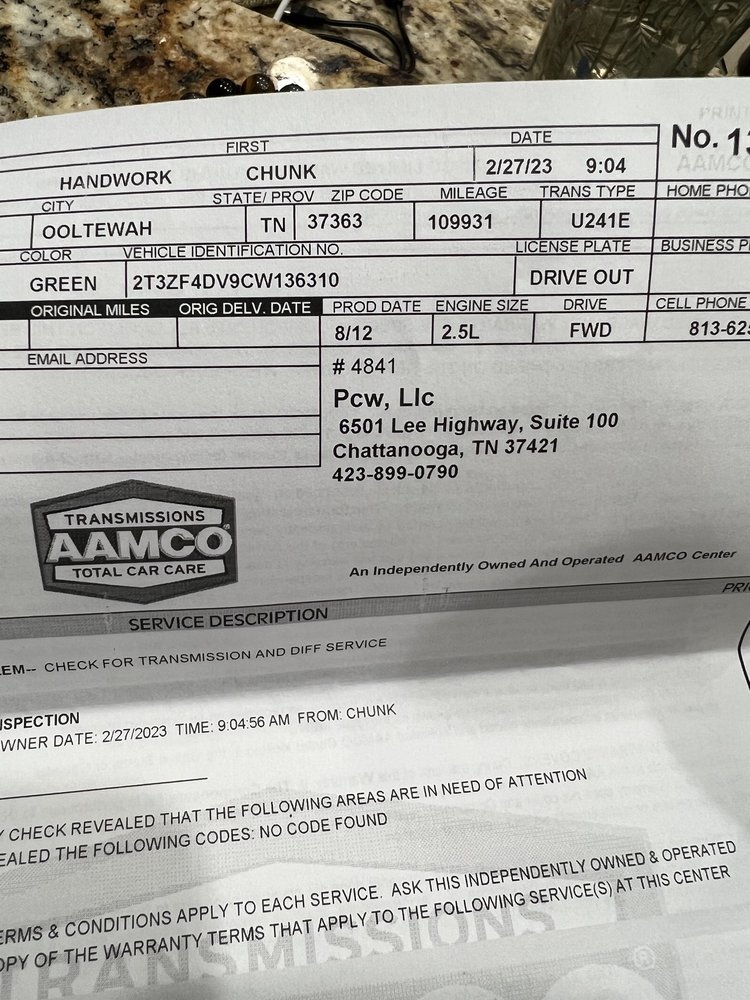 FIRST DATE No. 13
HANDWORK CHUNK 2/27/23 9:04
CITY STATE/ PROV ZIP CODE MILEAGE TRANS TYPE HOME PHO
OOLTEWAH TN 37363 109931 U241E
COLOR VEHICLE IDENTIFICATION NO. LICENSE PLATE BUSINESS P
GREEN 2T3ZF4DV9CW136310 DRIVE OUT
ORIGINAL MILES ORIG DELV. DATE PROD DATE ENGINE SIZE DRIVE CELL PHONE
8/12 2.5L FWD 813-625
EMAIL ADDRESS
# 4841
Pcw, Llc
6501 Lee Highway, Suite 100
Chattanooga, TN 37421
423-899-0790
TRANSMISSIONS
AAMCO®
TOTAL CAR CARE
An Independently Owned And Operated AAMCO Center
PRI
SERVICE DESCRIPTION
LEM-- CHECK FOR TRANSMISSION AND DIFF SERVICE
NSPECTION
WNER DATE: 2/27/2023 TIME: 9:04:56 AM FROM: CHUNK
Y CHECK REVEALED THAT THE FOLLOWING AREAS ARE IN NEED OF ATTENTION
EALED THE FOLLOWING CODES: NO CODE FOUND
ERMS & CONDITIONS APPLY TO EACH SERVICE. ASK THIS INDEPENDENTLY OWNED & OPERATED
OPY OF THE WARRANTY TERMS THAT APPLY TO THE FOLLOWING SERVICE(S) AT THIS CENTER
TRANSMISSIONS
®